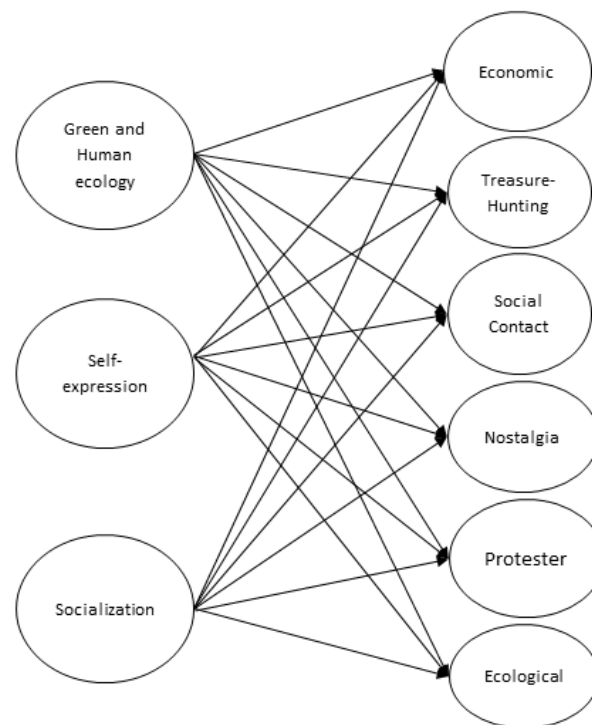 Green and
Human
ecology
Self-
expression
Socialization
Economic
Treasure-
Hunting
Social
Contact
Nostalgia
Protester
Ecological